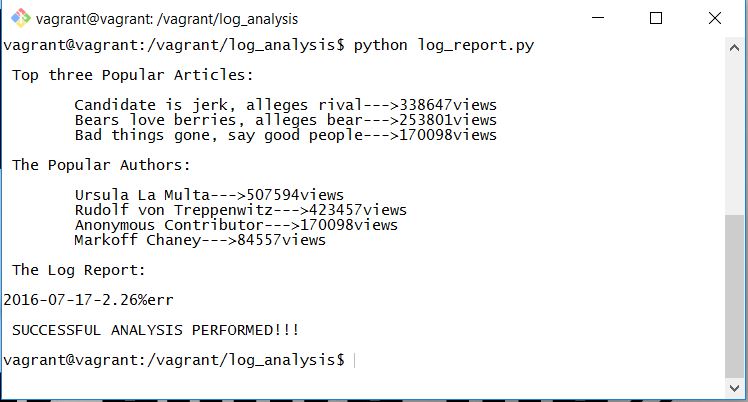 vagrant@vagrant: /vagrant/log_analysis
vagrant@vagrant:/vagrant/log_analysis$ python log_report.py
Top three Popular Articles:
Candidate is jerk, alleges rival--->338647views
Bears love berries, alleges bear--->253801views
Bad things gone, say good people--->170098views
The Popular Authors:
Ursula La Multa--->507594views
Rudolf von Treppenwitz--->423457views
Anonymous Contributor--->170098views
Markoff Chaney--->84557views
The Log Report:
2016-07-17-2.26%err
SUCCESSFUL ANALYSIS PERFORMED!!!
vagrant@vagrant:/vagrant/log_analysis$